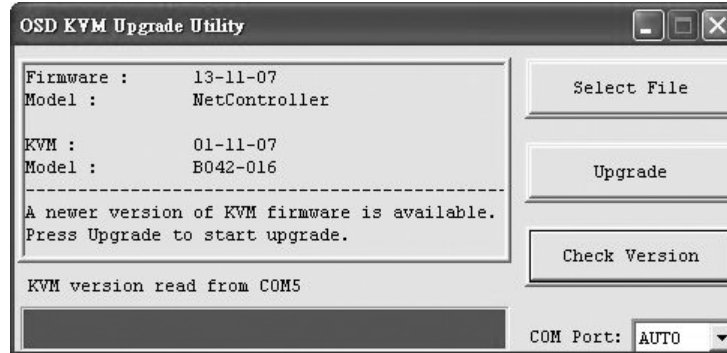 OSD KVM Upgrade Utility
Firmware : 13-11-07
Model : NetController
KVM : 01-11-07
Model : B042-016
A newer version of KVM firmware is available.
Press Upgrade to start upgrade.
KVM version read from COM5
Select File
Upgrade
Check Version
COM Port: AUTO